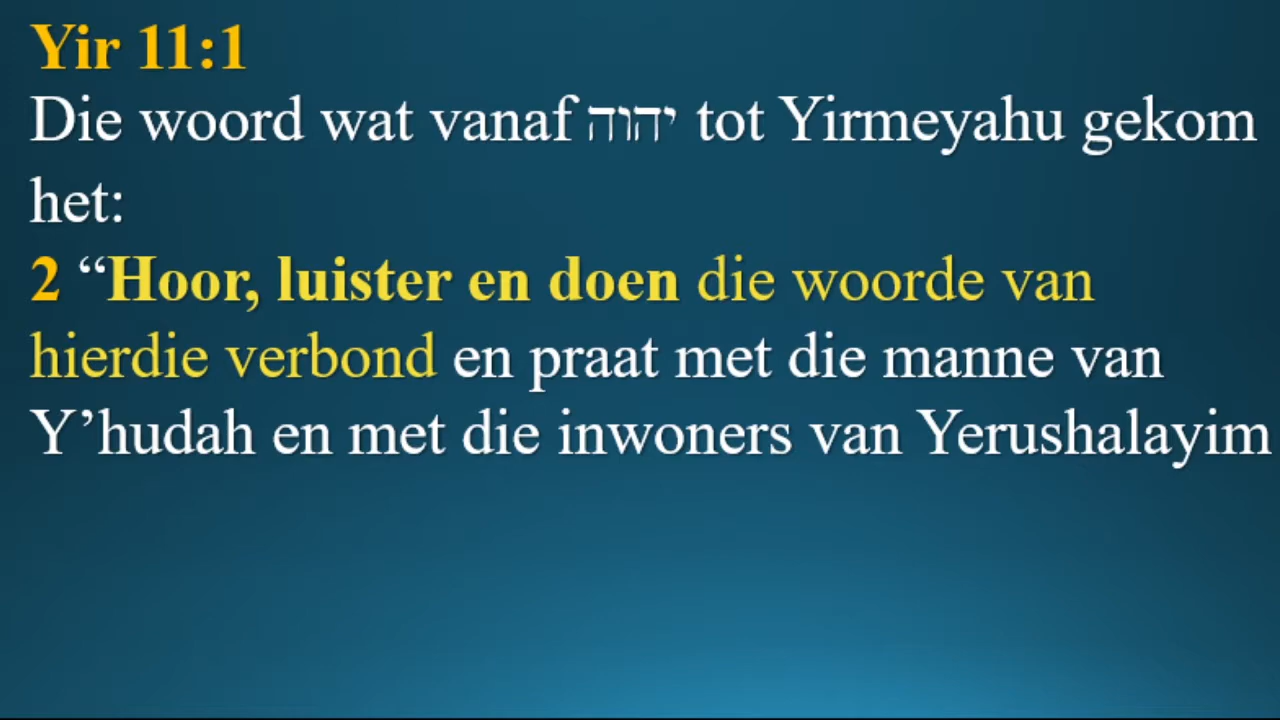 Yir 11:1
Die woord wat vanaf יהוה tot Yirmeyahu gekom
het:
2 “Hoor, luister en doen die woorde van
hierdie verbond en praat met die manne van
Y’hudah en met die inwoners van Yerushalayim